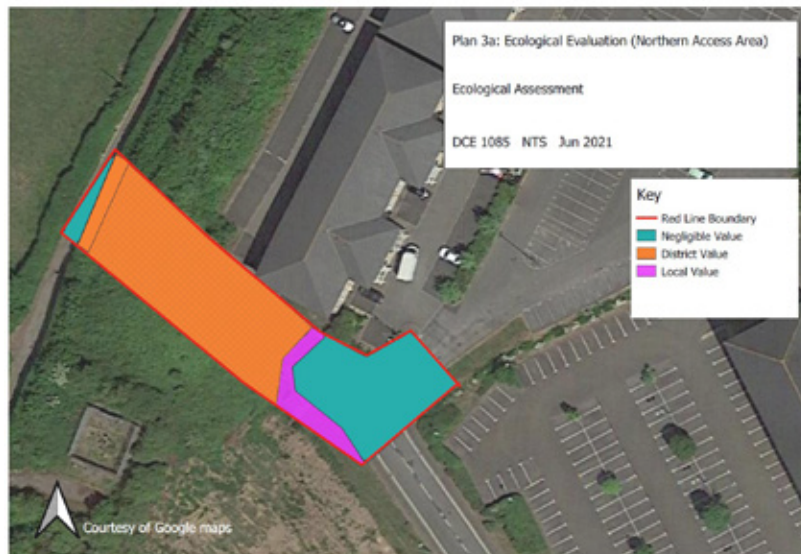 Plan 3a: Ecological Evaluation (Northern Access Area)
Ecological Assessment
DCE 1085 NTS Jun 2021
Key
Red Line Boundary
Negligible Value
District Value
Local Value
Courtesy of Google maps